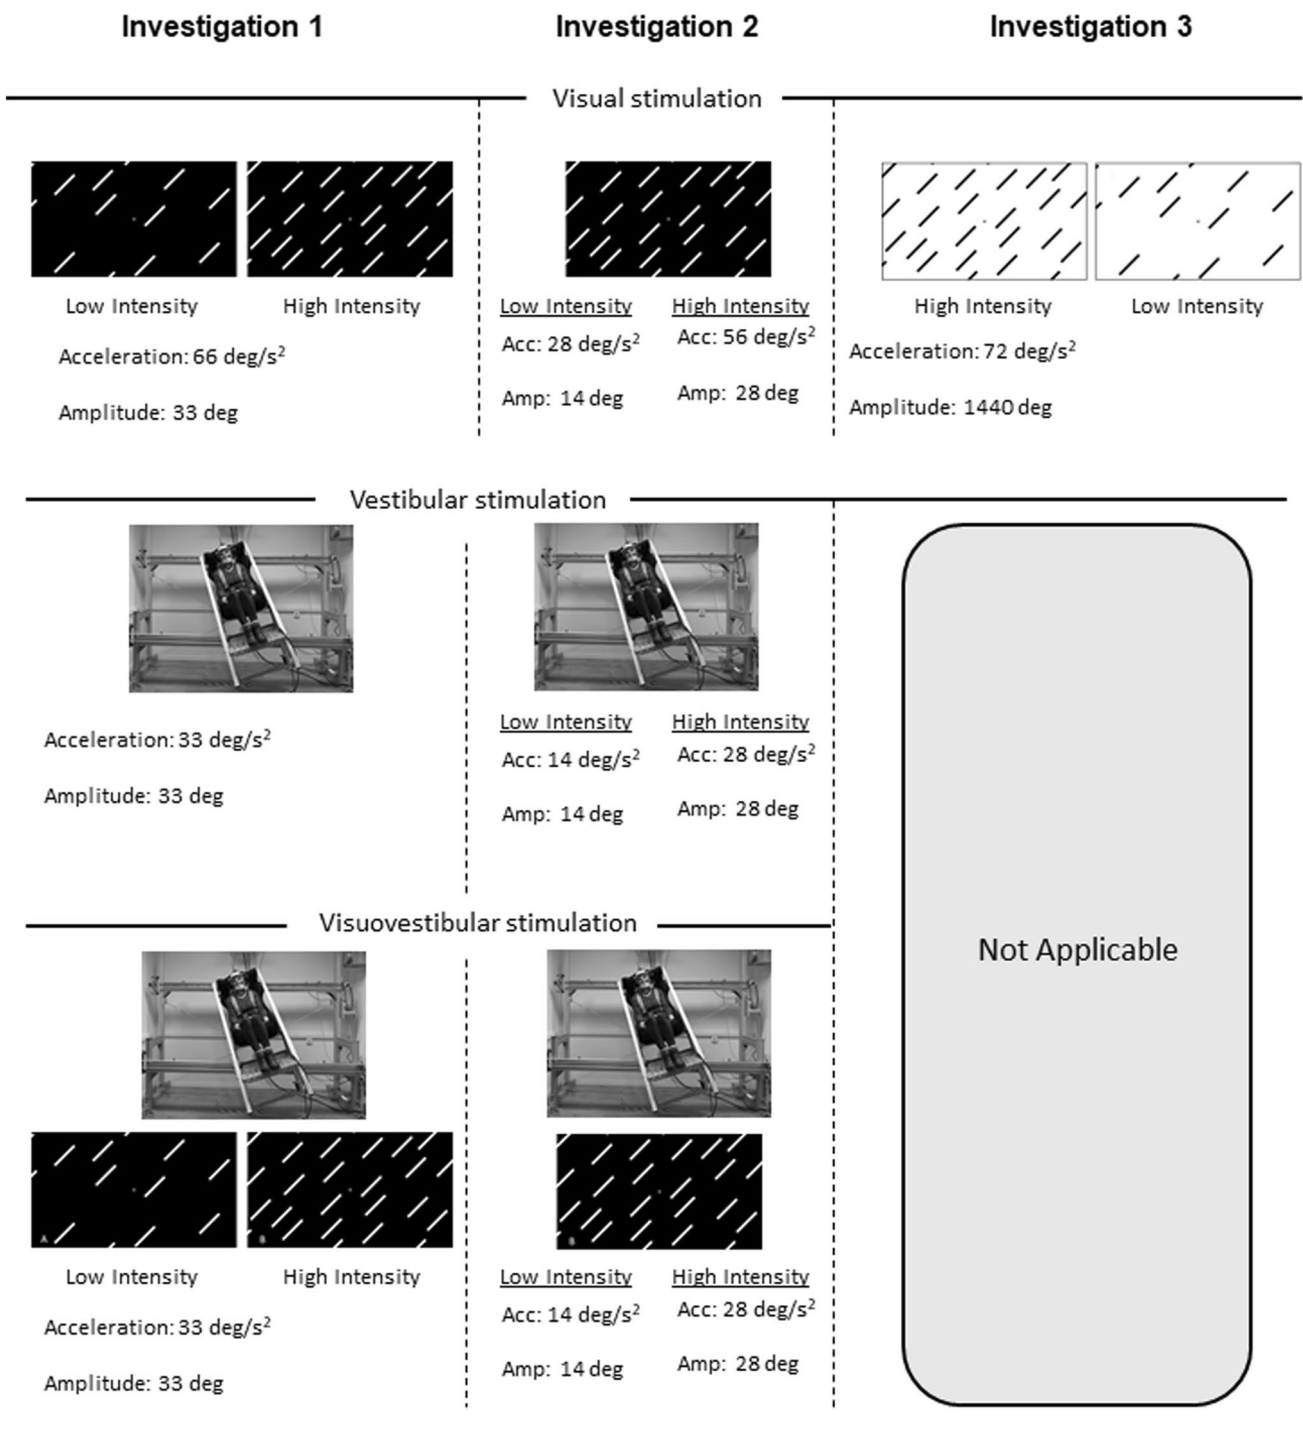 Investigation 1
Investigation 2
Investigation 3
Visual stimulation
Low Intensity
High Intensity
Acceleration: 66 deg/s²
Amplitude: 33 deg
Low Intensity
High Intensity
Acc: 28 deg/s²
Acc: 56 deg/s²
Amp: 14 deg
Amp: 28 deg
High Intensity
Low Intensity
Acceleration: 72 deg/s²
Amplitude: 1440 deg
Vestibular stimulation
Acceleration: 33 deg/s²
Amplitude: 33 deg
Low Intensity
High Intensity
Acc: 14 deg/s²
Acc: 28 deg/s²
Amp: 14 deg
Amp: 28 deg
Not Applicable
Visuovestibular stimulation
A
B
Low Intensity
High Intensity
Acceleration: 33 deg/s²
Amplitude: 33 deg
B
Low Intensity
High Intensity
Acc: 14 deg/s²
Acc: 28 deg/s²
Amp: 14 deg
Amp: 28 deg